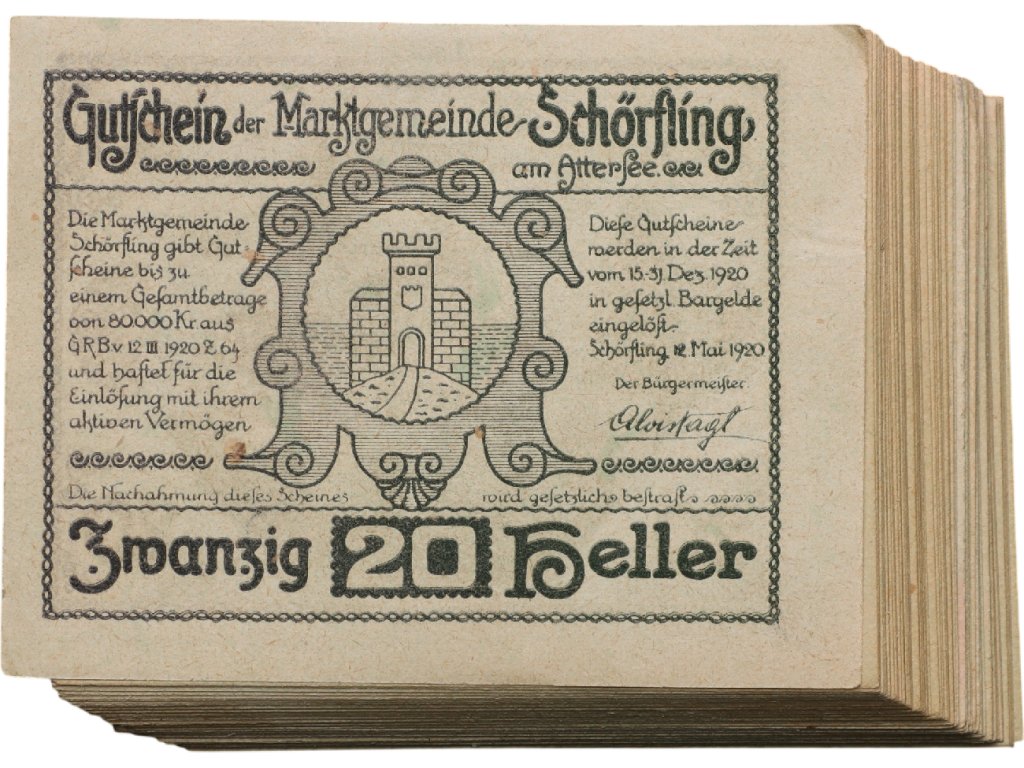 Gutschein der Marktgemeinde Schörfling
am Attersee.
Die Marktgemeinde
Schörfling gibt Gut
scheine bis zu
einem Gesamtbetrage
von 80.000 Kr aus
G R B v 12 III 1920 Z 64
und haftet für die
Einlösung mit ihrem
aktiven Vermögen
Diese Gutscheine
werden in der Zeit
vom 15-31 Dez. 1920
in gesetzl. Bargelde
eingelöst.
Schörfling 12. Mai 1920
Der Bürgermeister
Die Nachahmung dieses Scheines wird gesetzlich bestraft
Zwanzig 20 Heller